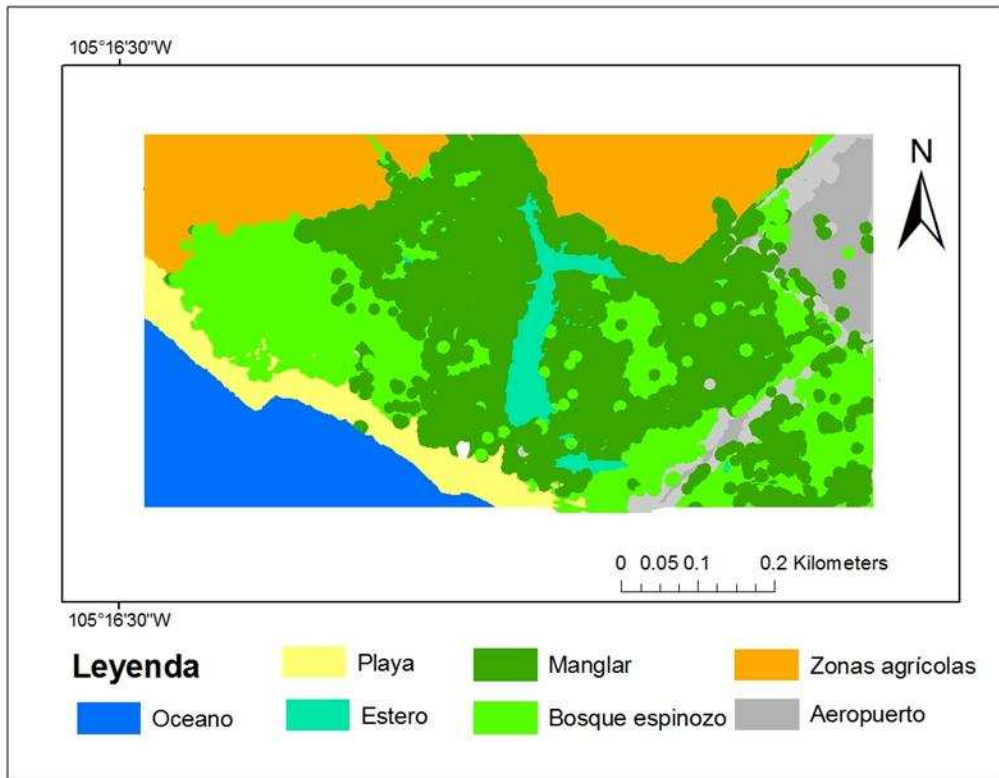 105°16'30"W
N
0 0.05 0.1 0.2 Kilometers
105°16'30"W
Leyenda
Playa
Manglar
Zonas agrícolas
Oceano
Estero
Bosque espinozo
Aeropuerto